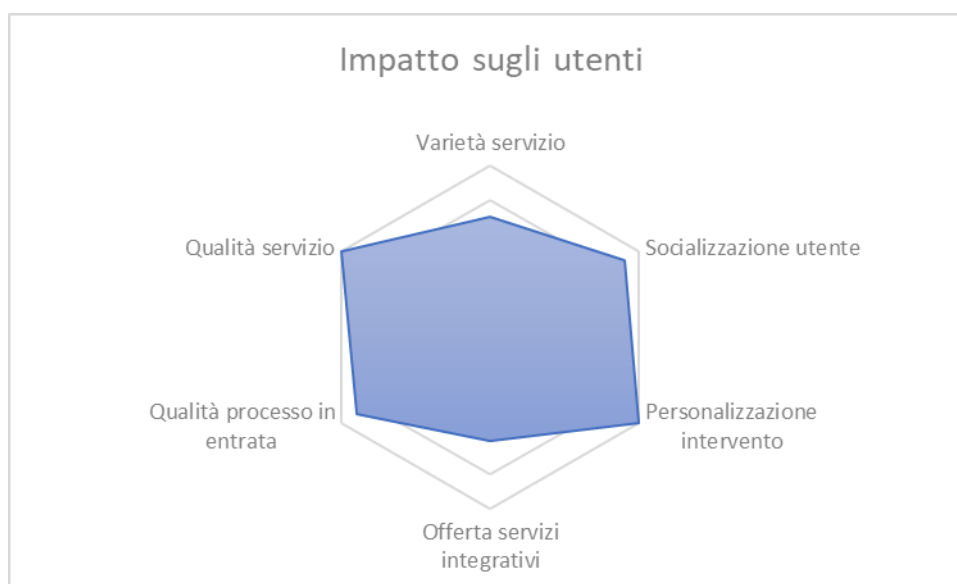 Impatto sugli utenti
Varietà servizio
Qualità servizio
Socializzazione utente
Qualità processo in
entrata
Personalizzazione
intervento
Offerta servizi
integrativi